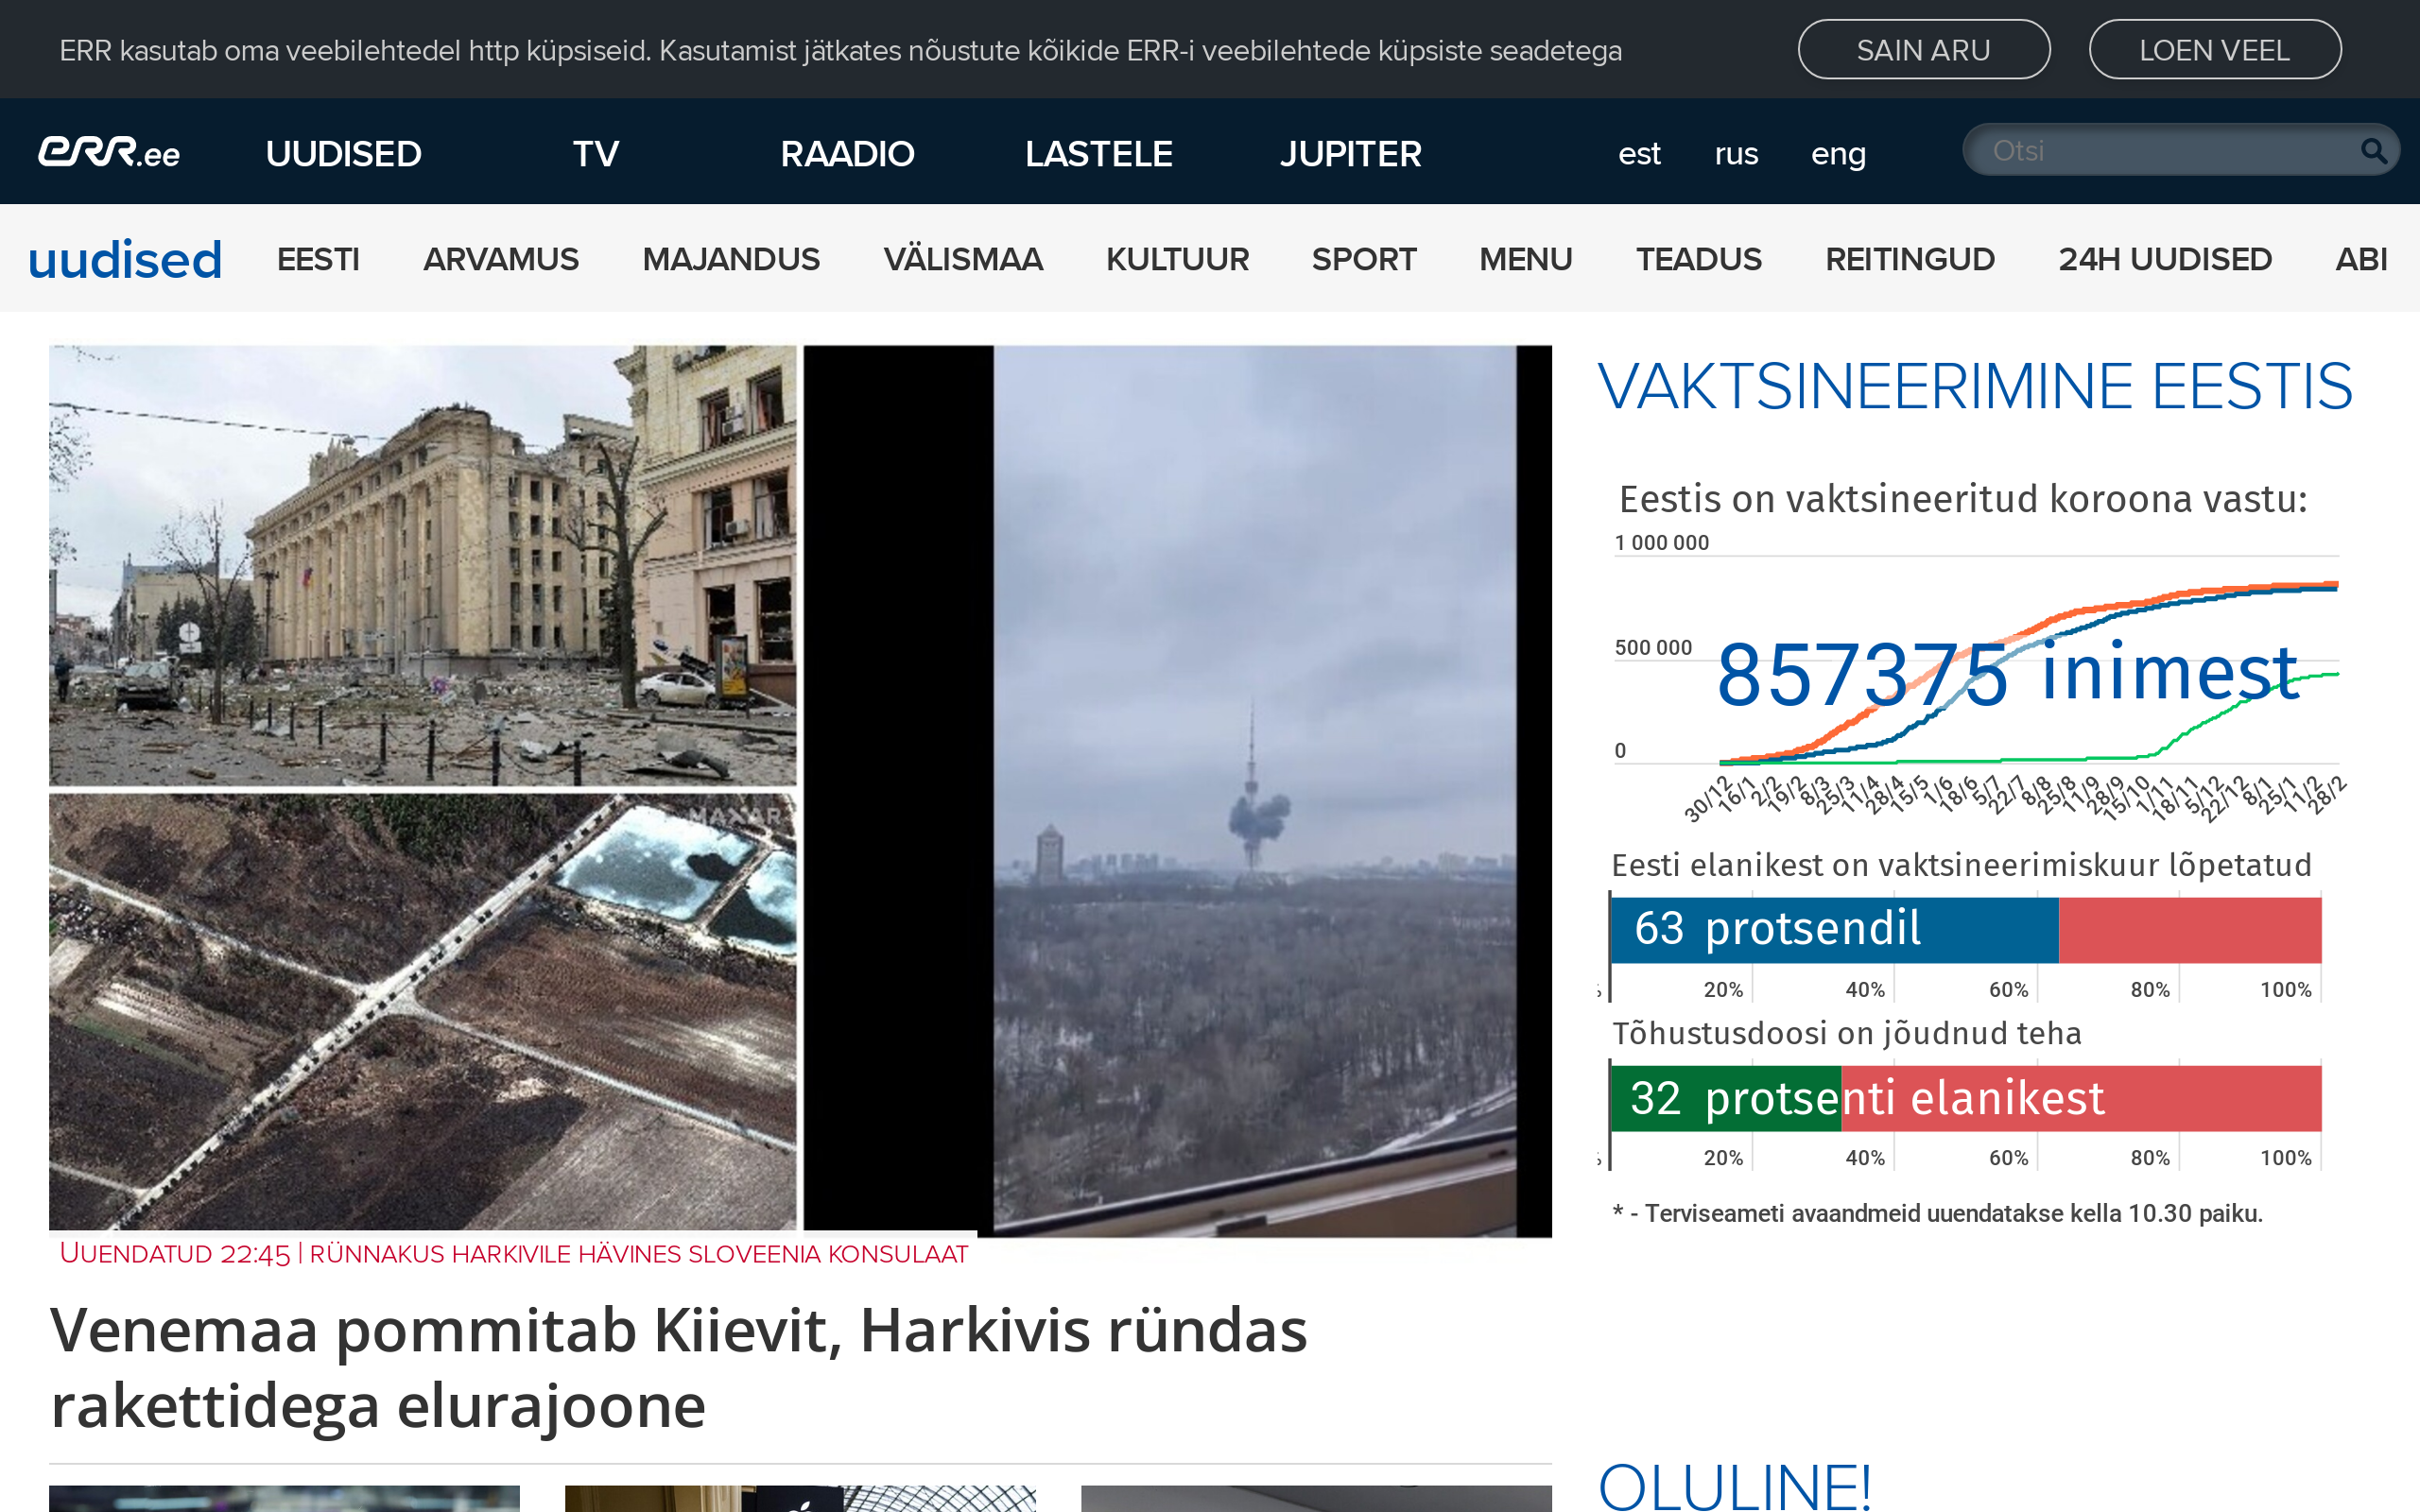 ERR kasutab oma veebilehtedel http küpsiseid. Kasutamist jätkates nõustute kõikide ERR-i veebilehtede küpsiste seadetega
SAIN ARU
LOEN VEEL
err.ee
UUDISED
TV
RAADIO
LASTELE
JUPITER
est
rus
eng
Otsi
uudised
EESTI
ARVAMUS
MAJANDUS
VÄLISMAA
KULTUUR
SPORT
MENU
TEADUS
REITINGUD
24H UUDISED
ABI
MAXAR
UUENDATUD 22:45 | RÜNNAKUS HARKIVILE HÄVINES SLOVEENIA KONSULAAT
Venemaa pommitab Kiievit, Harkivis ründas
rakettidega elurajoone
VAKTSINEERIMINE EESTIS
Eestis on vaktsineeritud koroona vastu:
1 000 000
500 000
857375 inimest
0
30/12 16/1 2/2 19/2 8/3 25/3 11/4 28/4 15/5 1/6 18/6 5/7 22/7 8/8 25/8 11/9 28/9 15/10 1/11 18/11 5/12 22/12 8/1 25/1 11/2 28/2
Eesti elanikest on vaktsineerimiskuur lõpetatud
63 protsendil
20% 40% 60% 80% 100%
Tõhustusdoosi on jõudnud teha
32 protsenti elanikest
20% 40% 60% 80% 100%
* - Terviseameti avaandmeid uuendatakse kella 10.30 paiku.
OLULINE!